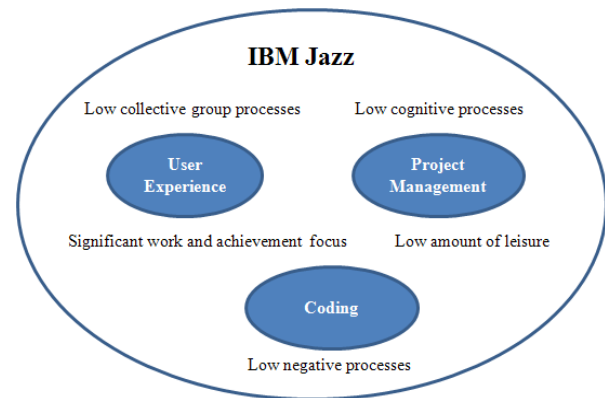 IBM Jazz
Low collective group processes
Low cognitive processes
User
Experience
Project
Management
Significant work and achievement focus
Low amount of leisure
Coding
Low negative processes